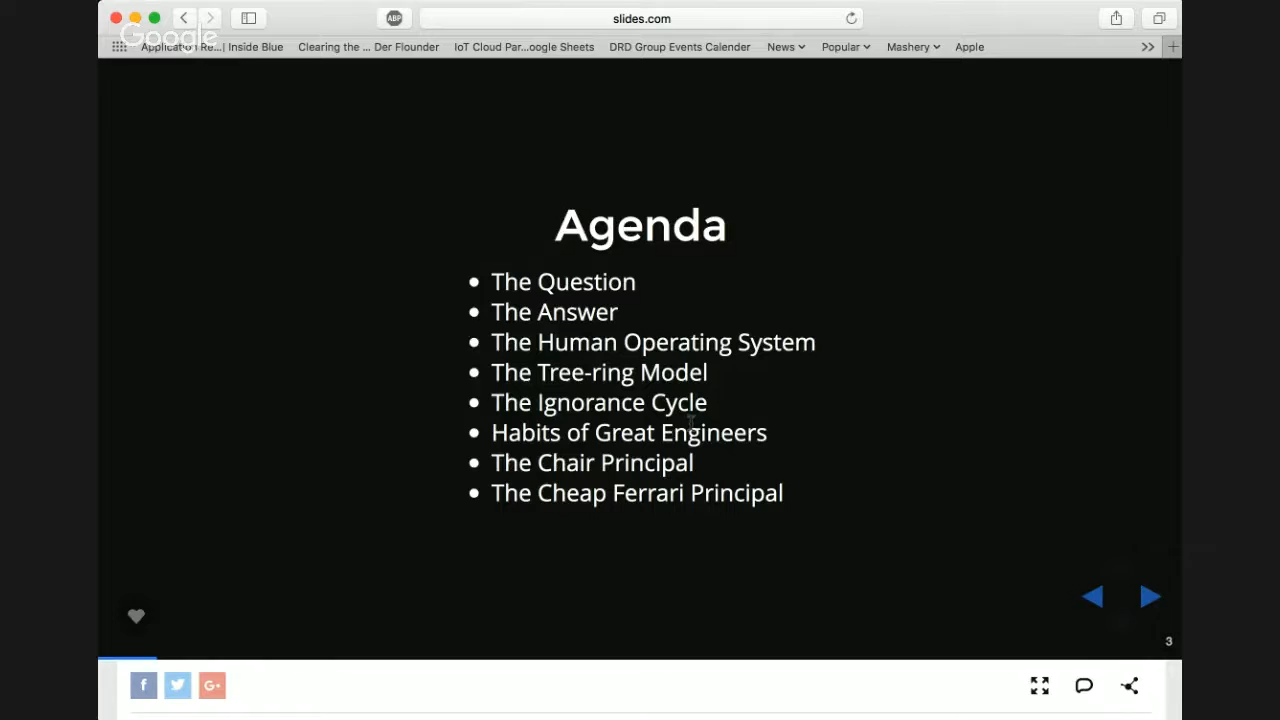 slides.com
Google
Applicati Re...| Inside Blue
Clearing the ... Der Flounder
IoT Cloud Par...oogle Sheets
DRD Group Events Calender
News
Popular
Mashery
Apple
ABP
Agenda
• The Question
• The Answer
• The Human Operating System
• The Tree-ring Model
• The Ignorance Cycle
• Habits of Great Engineers
• The Chair Principal
• The Cheap Ferrari Principal
3
f
G+